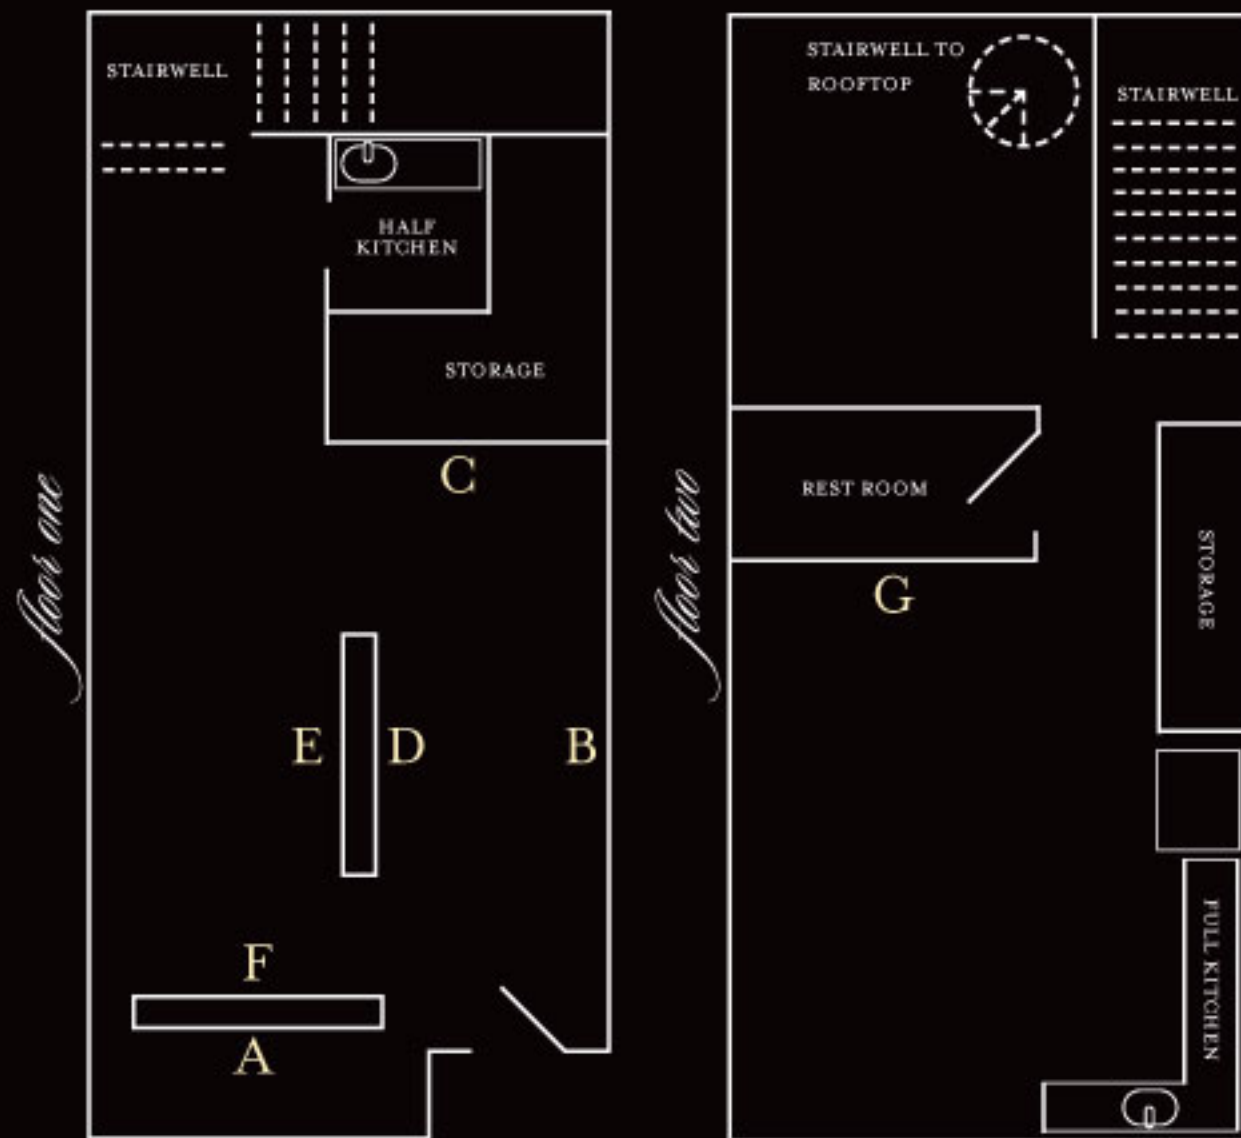 STAIRWELL
HALF
KITCHEN
STORAGE
floor one
C
E
D
B
F
A
STAIRWELL TO
ROOFTOP
STAIRWELL
REST ROOM
floor two
G
STORAGE
FULL KITCHEN